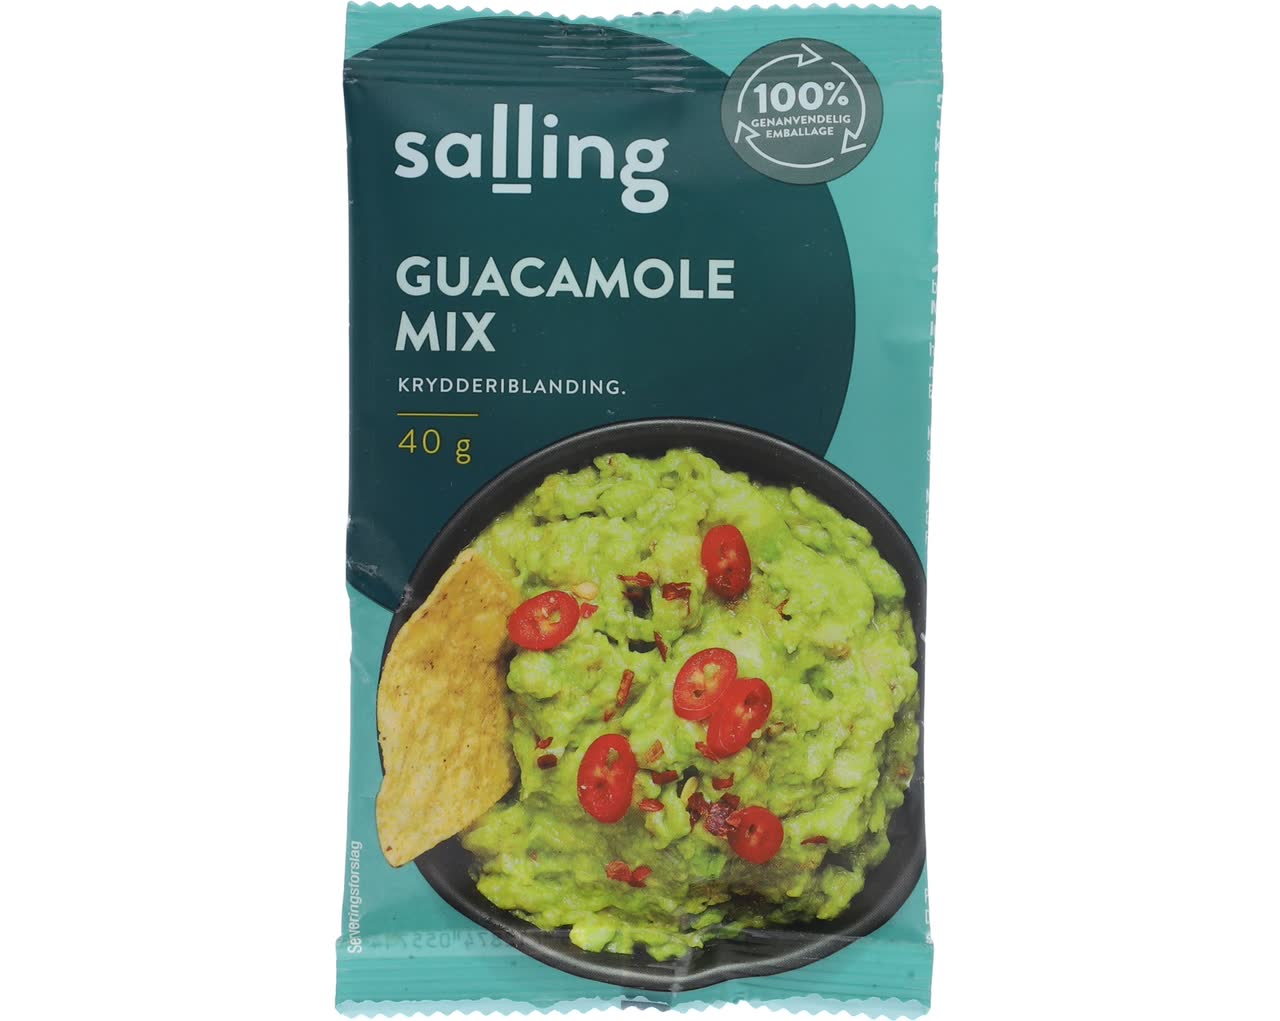 100%
GENANVENDELIG
EMBALLAGE
salling
GUACAMOLE
MIX
KRYDDERIBLANDING.
40 g
Serveringsforslag